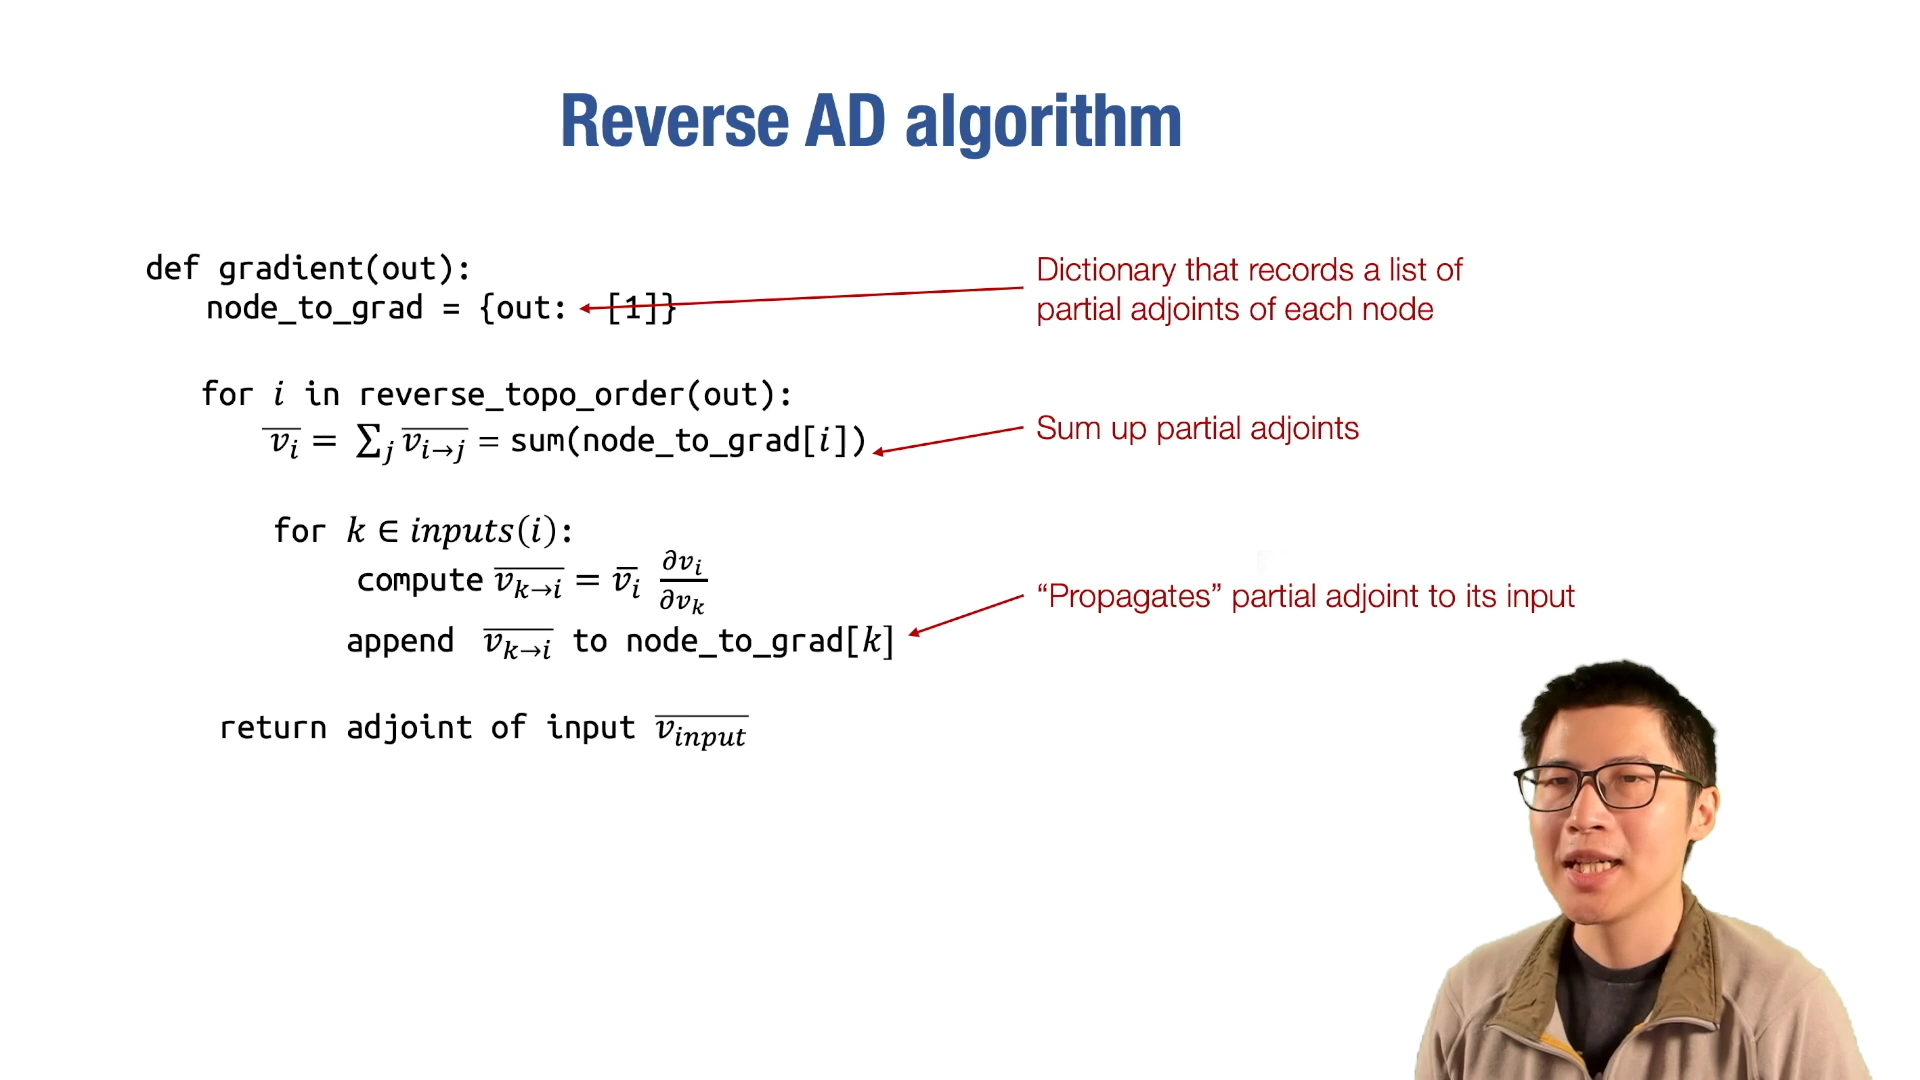 Reverse AD algorithm
def gradient(out):
node_to_grad = {out: [1]}
Dictionary that records a list of
partial adjoints of each node
for i in reverse_topo_order(out):
v̅ᵢ = ∑ⱼ v̅ᵢ→ⱼ = sum(node_to_grad[i])
Sum up partial adjoints
for k ∈ inputs(i):
compute v̅ₖ→ᵢ = v̅ᵢ ∂vᵢ/∂vₖ
append v̅ₖ→ᵢ to node_to_grad[k]
“Propagates” partial adjoint to its input
return adjoint of input v̅_input